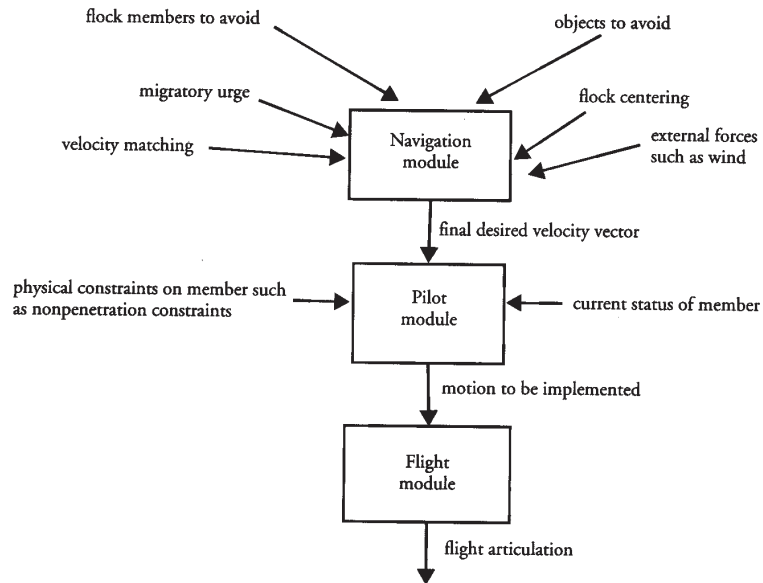 flock members to avoid
objects to avoid
migratory urge
flock centering
velocity matching
Navigation
module
external forces
such as wind
final desired velocity vector
physical constraints on member such
as nonpenetration constraints
Pilot
module
current status of member
motion to be implemented
Flight
module
flight articulation